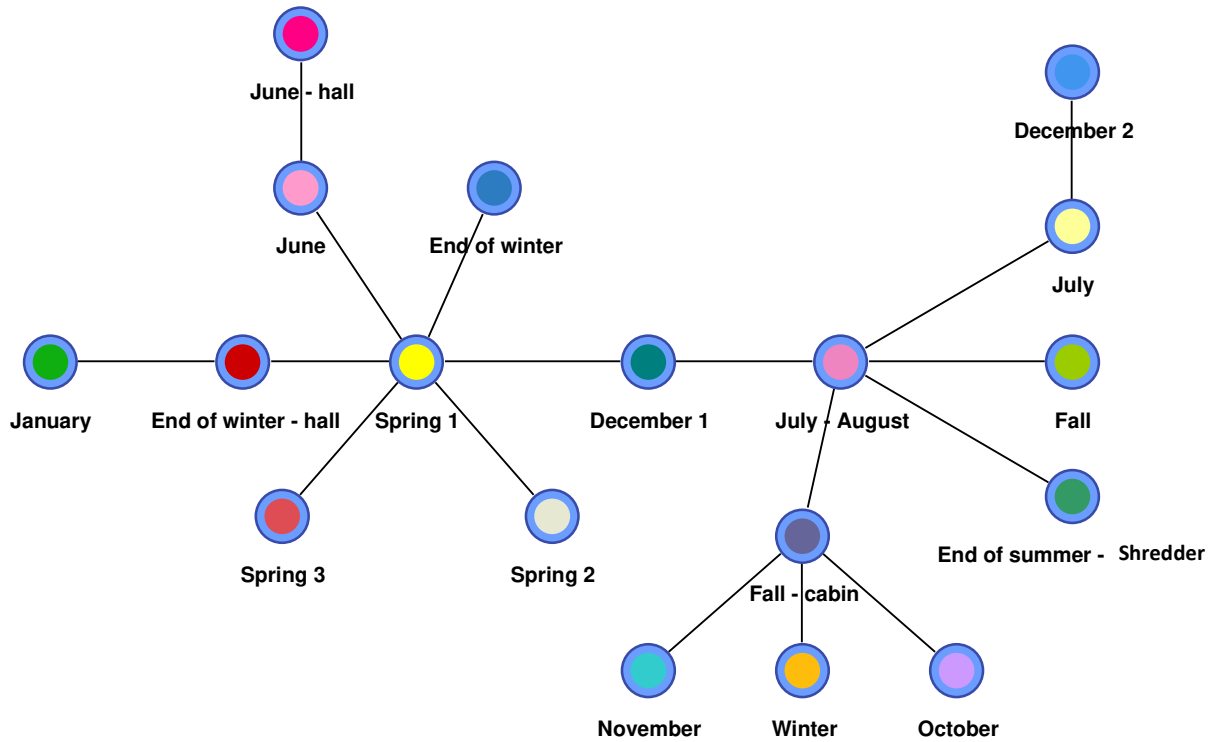 June - hall
December 2
June
End of winter
July
January
End of winter - hall
Spring 1
December 1
July - August
Fall
Spring 3
Spring 2
End of summer - Shredder
Fall - cabin
November
Winter
October